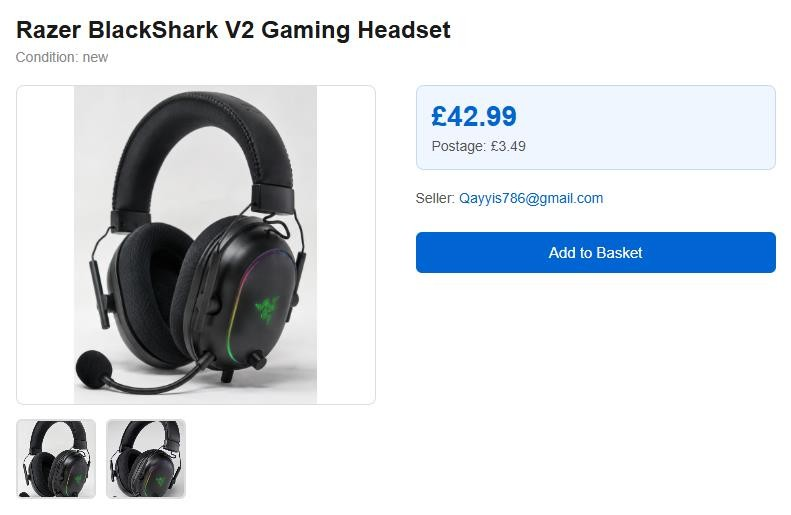 Razer BlackShark V2 Gaming Headset
Condition: new
£42.99
Postage: £3.49
Seller: Qayyis786@gmail.com
Add to Basket